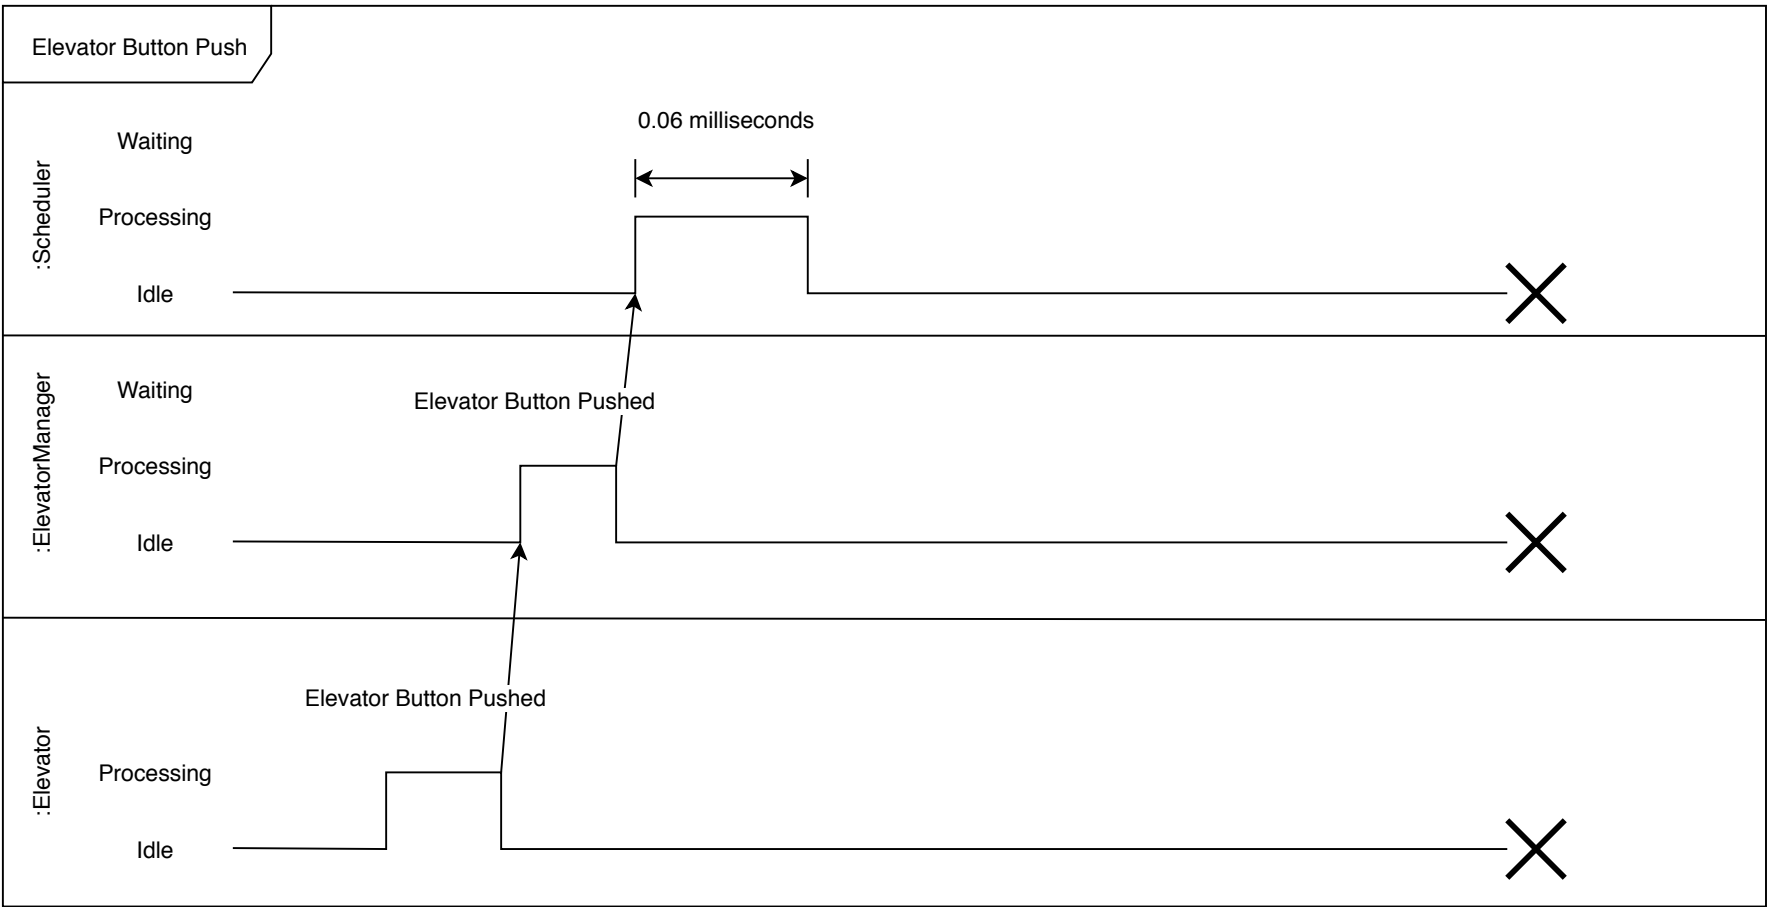 Elevator Button Push
0.06 milliseconds
:Scheduler
Waiting
Processing
Idle
:ElevatorManager
Waiting
Elevator Button Pushed
Processing
Idle
:Elevator
Elevator Button Pushed
Processing
Idle